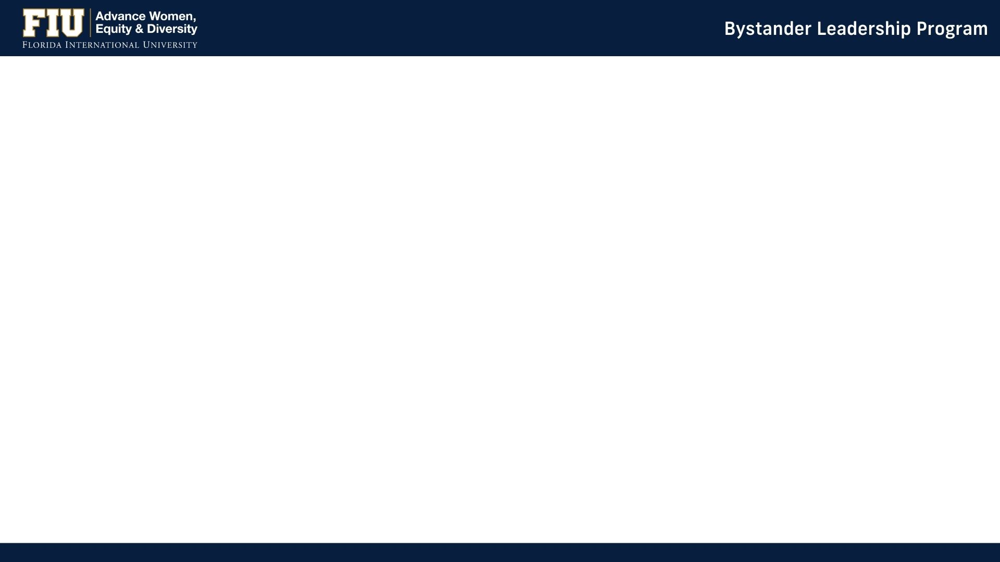 FIU
Advance Women,
Equity & Diversity
FLORIDA INTERNATIONAL UNIVERSITY
Bystander Leadership Program